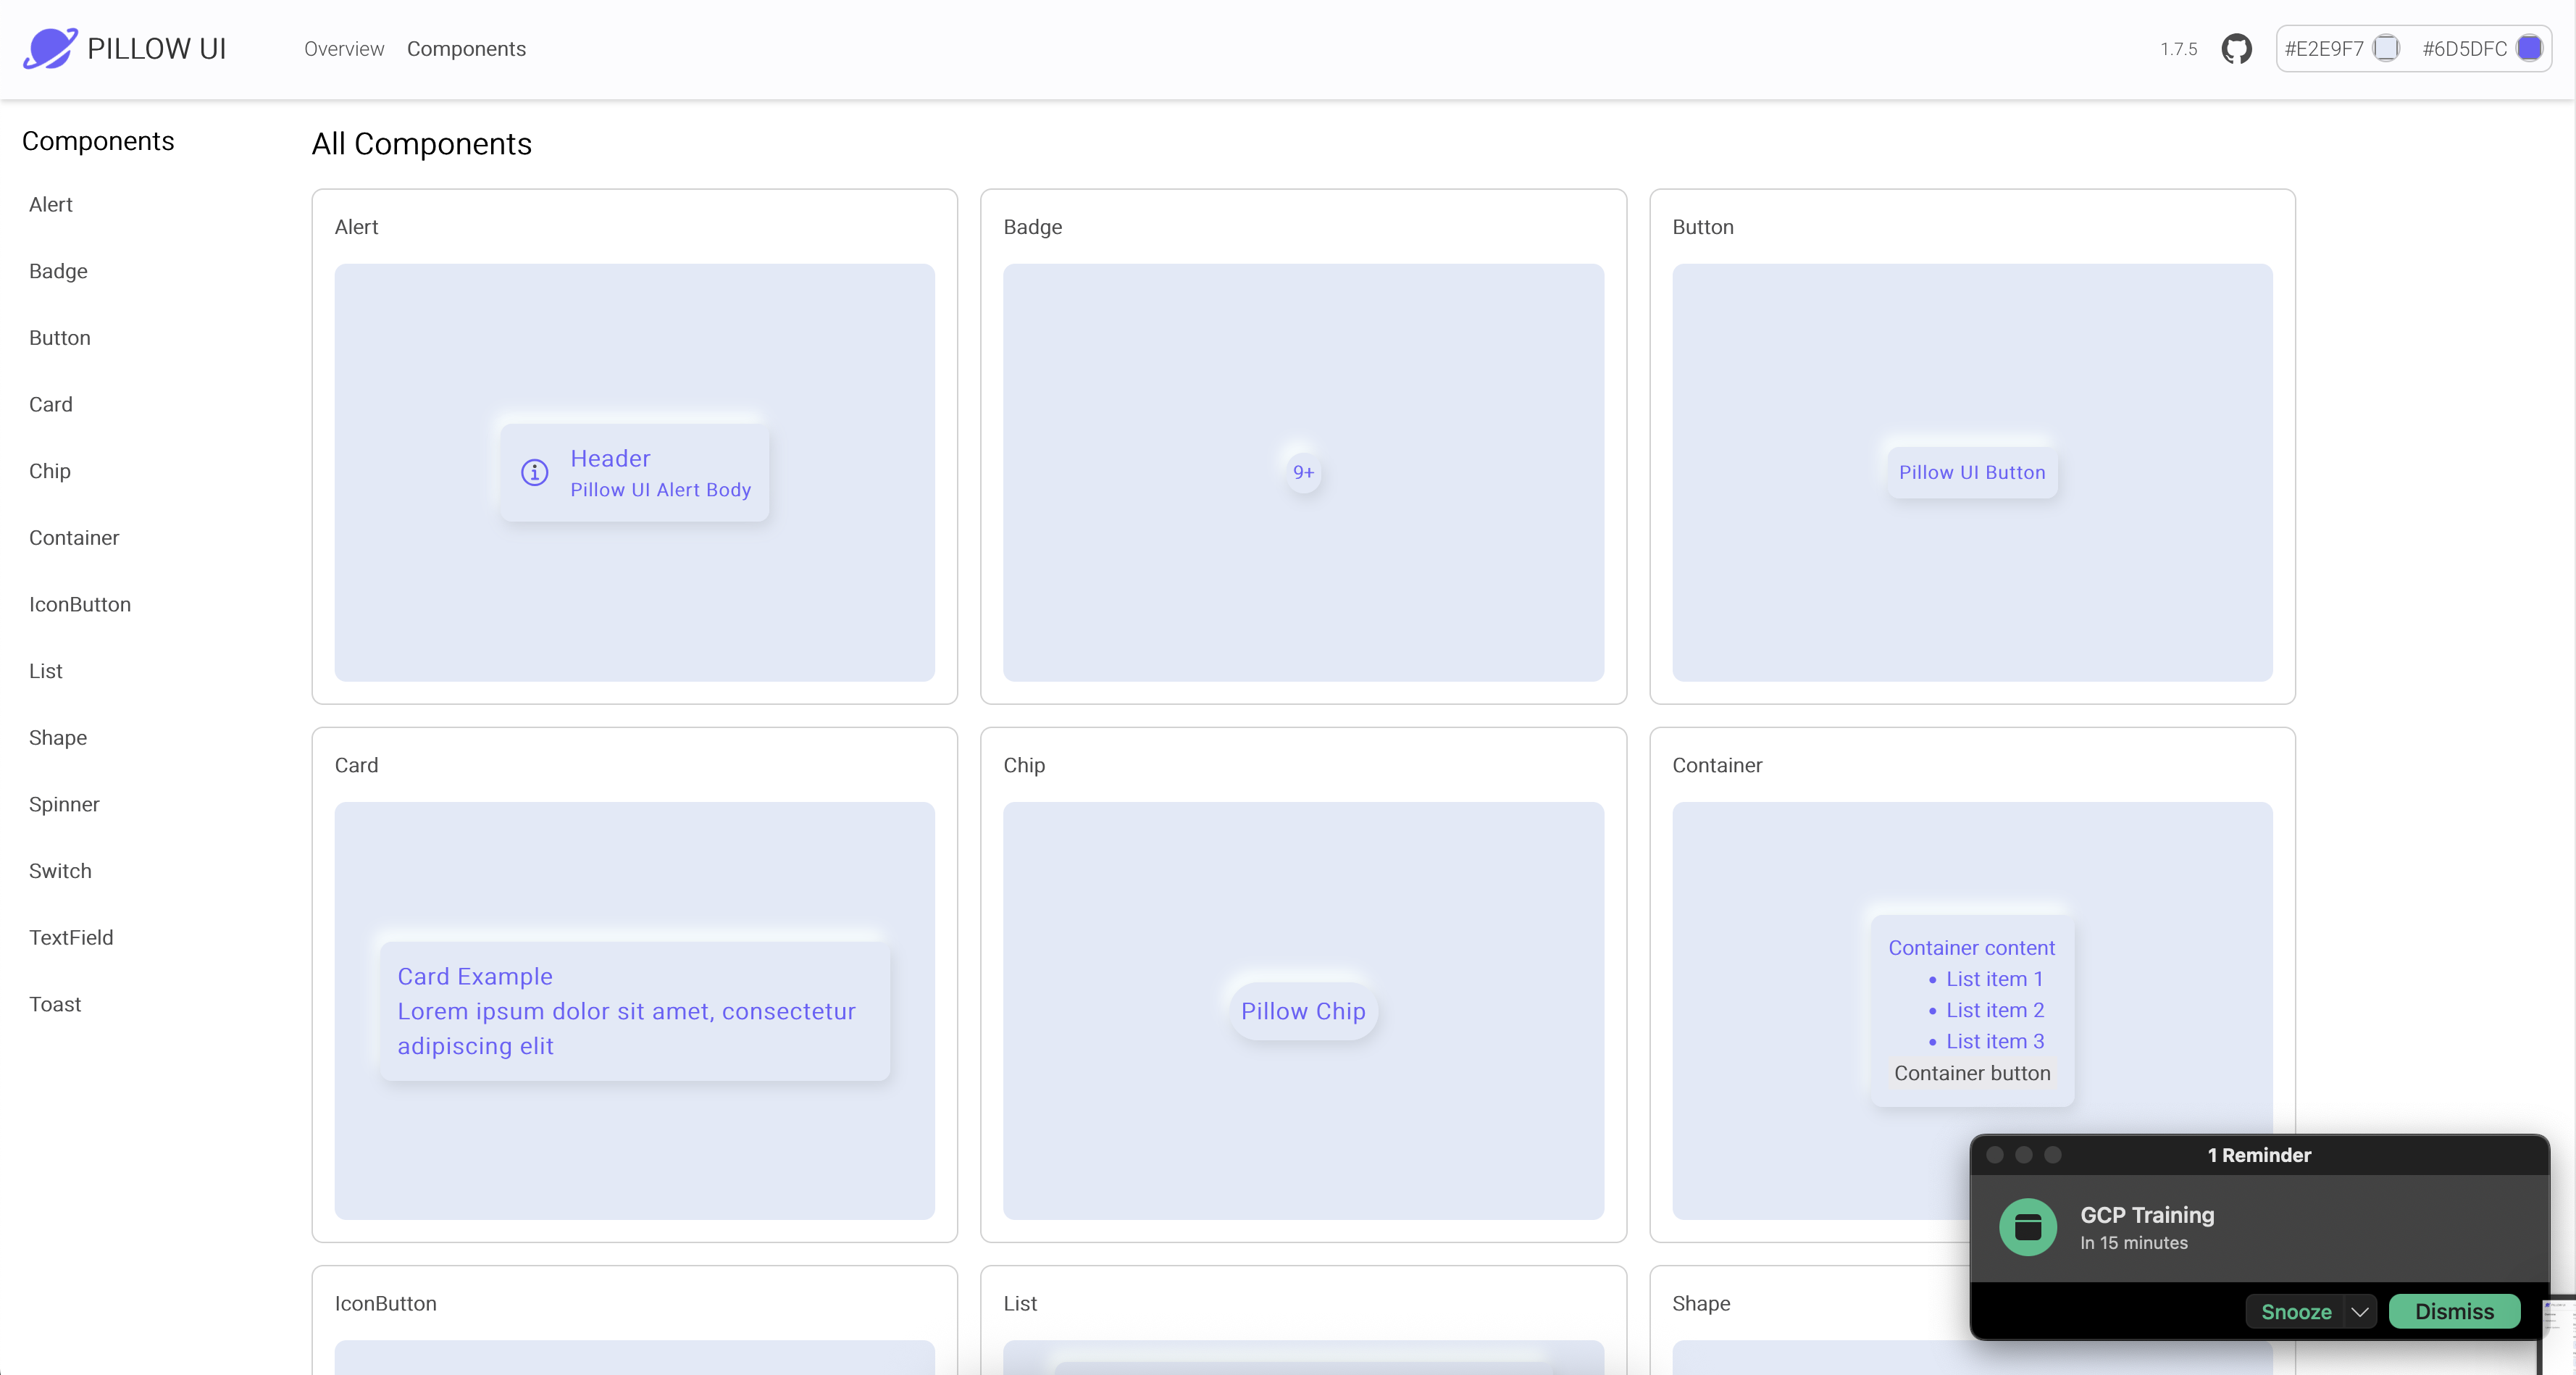 PILLOW UI
Overview
Components
1.7.5
#E2E9F7
#6D5DFC
Components
Alert
Badge
Button
Card
Chip
Container
IconButton
List
Shape
Spinner
Switch
TextField
Toast
All Components
Alert
Header
Pillow UI Alert Body
Badge
9+
Button
Pillow UI Button
Card
Card Example
Lorem ipsum dolor sit amet, consectetur
adipiscing elit
Chip
Pillow Chip
Container
Container content
• List item 1
• List item 2
• List item 3
Container button
IconButton
List
Shape
1 Reminder
GCP Training
In 15 minutes
Snooze
Dismiss